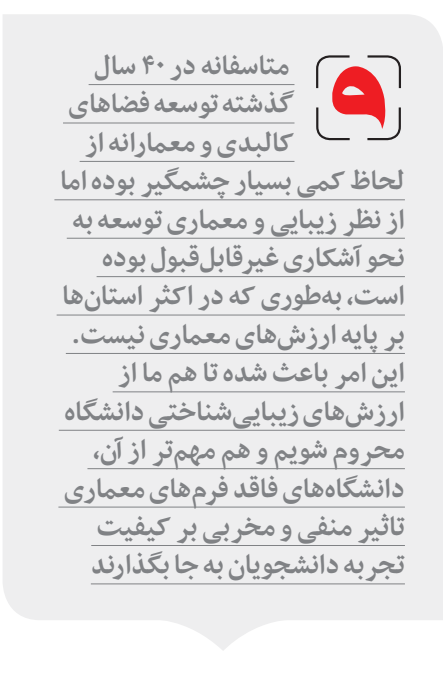 متاسفانه در ۴۰ سال
گذشته توسعه فضاهای
کالبدی و معمارانه از
لحاظ کمی بسیار چشمگیر بوده اما
از نظر زیبایی و معماری توسعه به
نحو آشکاری غیرقابل‌قبول بوده
است، به‌طوری که در اکثر استان‌ها
بر پایه ارزش‌های معماری نیست.
این امر باعث شده تا هم ما از
ارزش‌های زیبایی‌شناختی دانشگاه
محروم شویم و هم مهم‌تر از آن،
دانشگاه‌های فاقد فرم‌های معماری
تاثیر منفی و مخربی بر کیفیت
تجربه دانشجویان به جا بگذارند